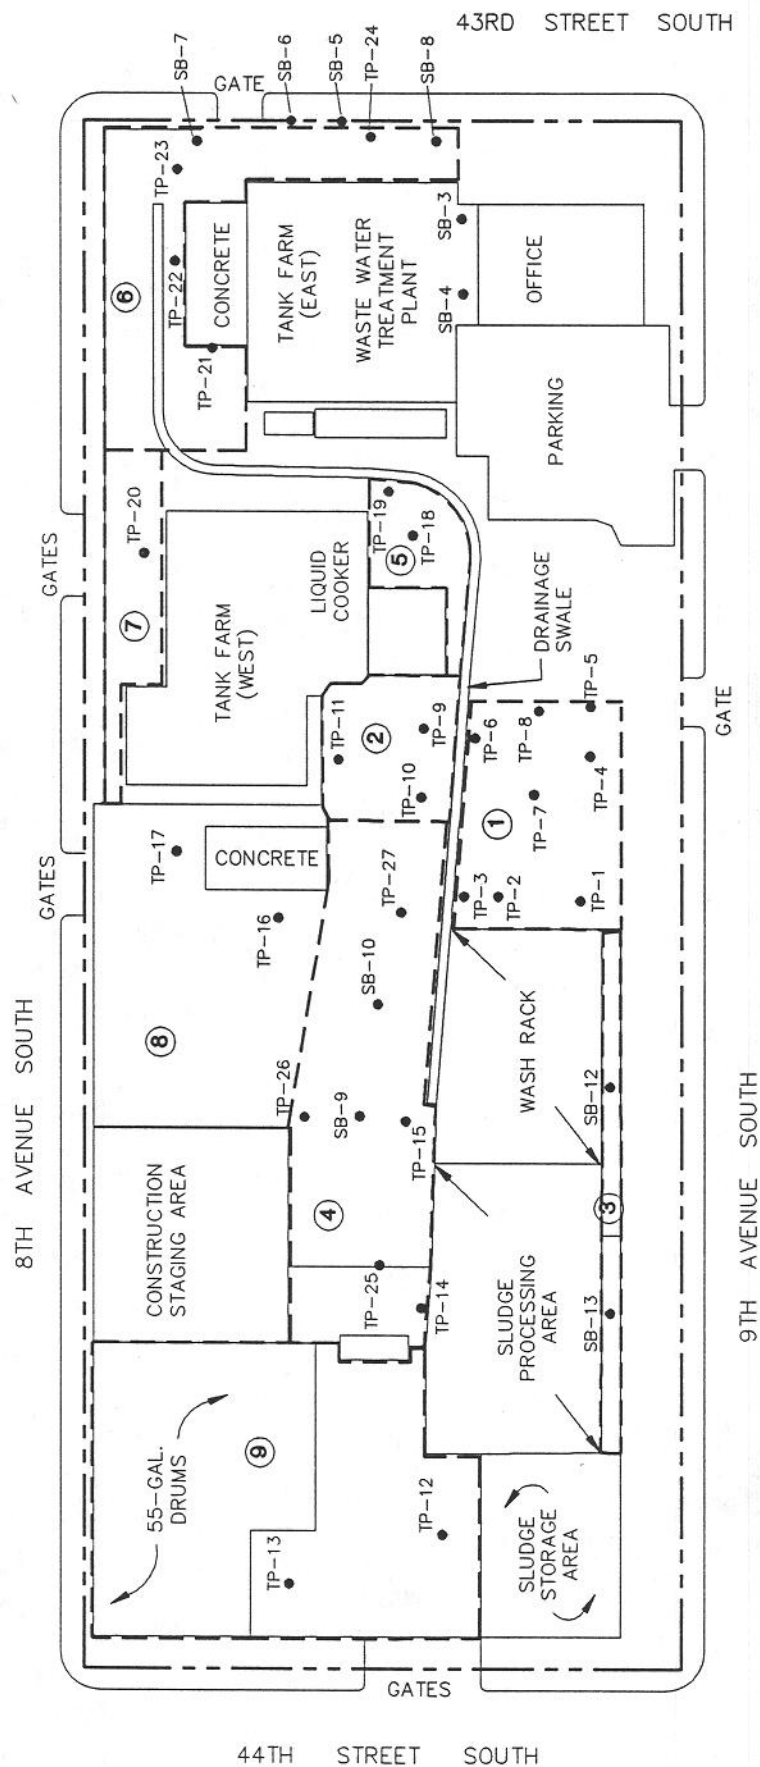 43RD STREET SOUTH
SB-7
GATE
SB-6
SB-5
TP-24
SB-8
TP-23
TP-22
6
CONCRETE
TANK FARM
(EAST)
WASTE WATER
TREATMENT
PLANT
SB-3
SB-4
OFFICE
TP-21
PARKING
GATES
TP-20
7
TP-19
TP-18
5
LIQUID
COOKER
TANK FARM
(WEST)
DRAINAGE
SWALE
TP-11
2
TP-9
TP-10
TP-6
TP-8
TP-5
TP-4
TP-7
1
GATE
GATES
TP-17
CONCRETE
TP-16
TP-27
TP-3
TP-2
TP-1
SB-10
8
8TH AVENUE SOUTH
TP-26
SB-9
TP-15
WASH RACK
SB-12
9TH AVENUE SOUTH
CONSTRUCTION
STAGING AREA
4
3
TP-25
TP-14
SLUDGE
PROCESSING
AREA
SB-13
55-GAL.
DRUMS
9
TP-13
TP-12
SLUDGE
STORAGE
AREA
GATES
44TH STREET SOUTH